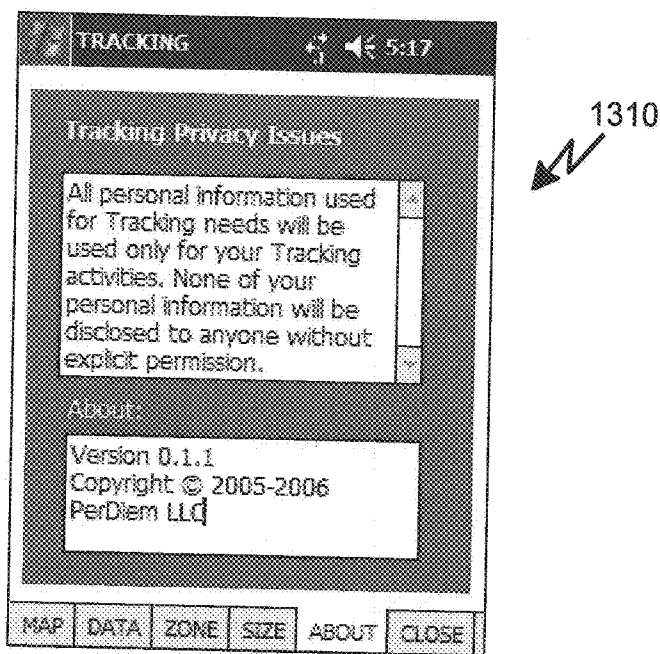 TRACKING 5:17
1310
Tracking Privacy Issues
All personal information used
for Tracking needs will be
used only for your Tracking
activities. None of your
personal information will be
disclosed to anyone without
explicit permission.
About:
Version 0.1.1
Copyright © 2005-2006
PerDiem LLC
MAP DATA ZONE SIZE ABOUT CLOSE